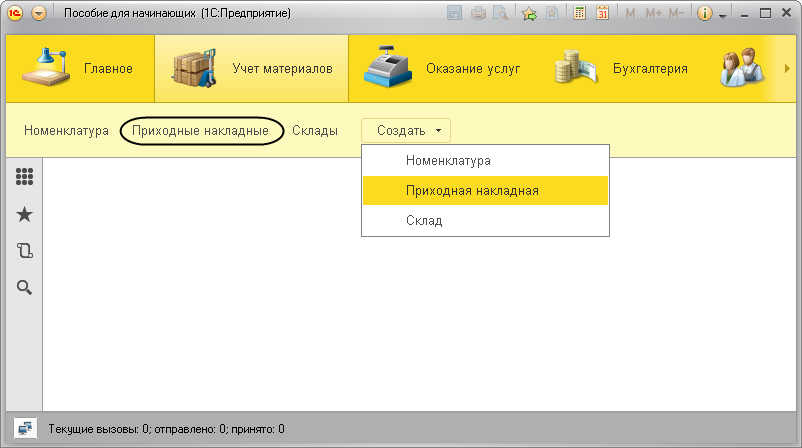 Пособие для начинающих (1С:Предприятие)
M M+ M-
Главное Учет материалов Оказание услуг Бухгалтерия
Номенклатура Приходные накладные Склады Создать
Номенклатура
Приходная накладная
Склад
Текущие вызовы: 0; отправлено: 0; принято: 0